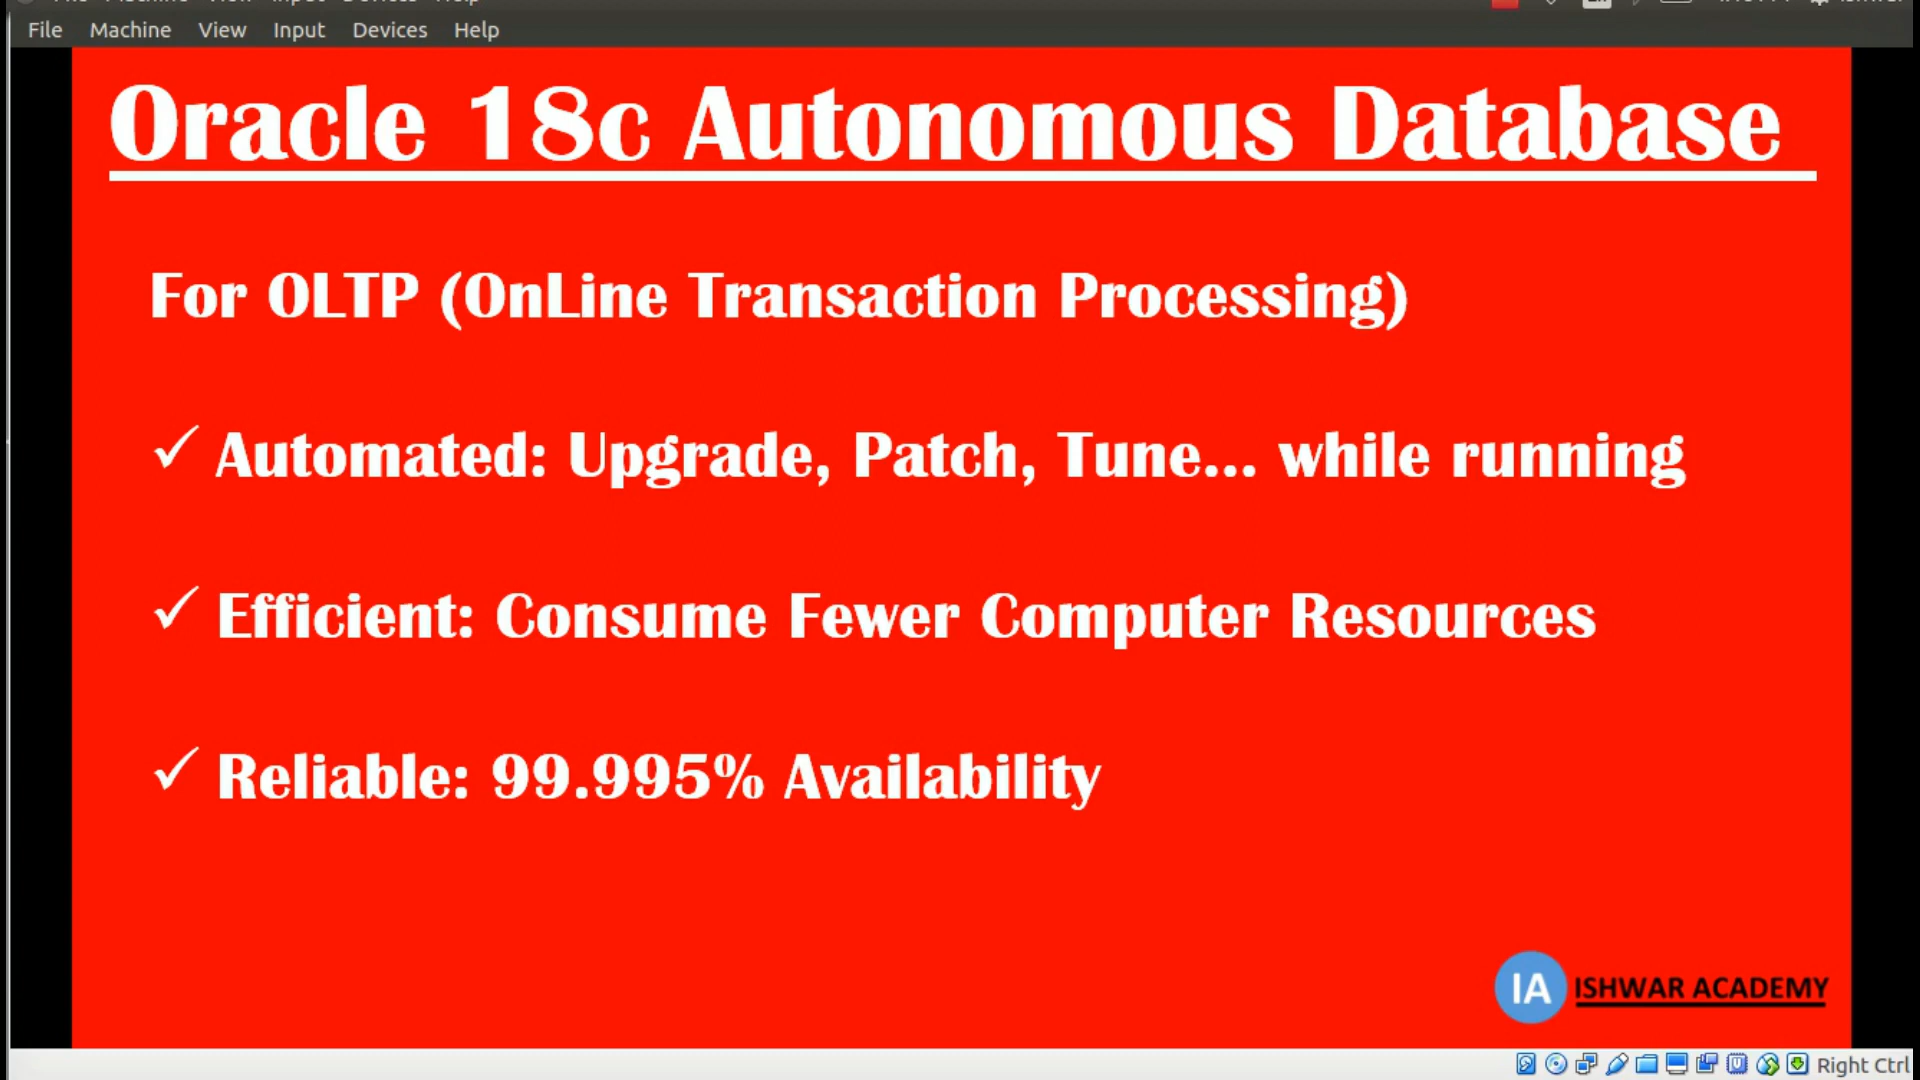 File Machine View Input Devices Help
Oracle 18c Autonomous Database
For OLTP (OnLine Transaction Processing)
✓ Automated: Upgrade, Patch, Tune... while running
✓ Efficient: Consume Fewer Computer Resources
✓ Reliable: 99.995% Availability
IA ISHWAR ACADEMY
Right Ctrl